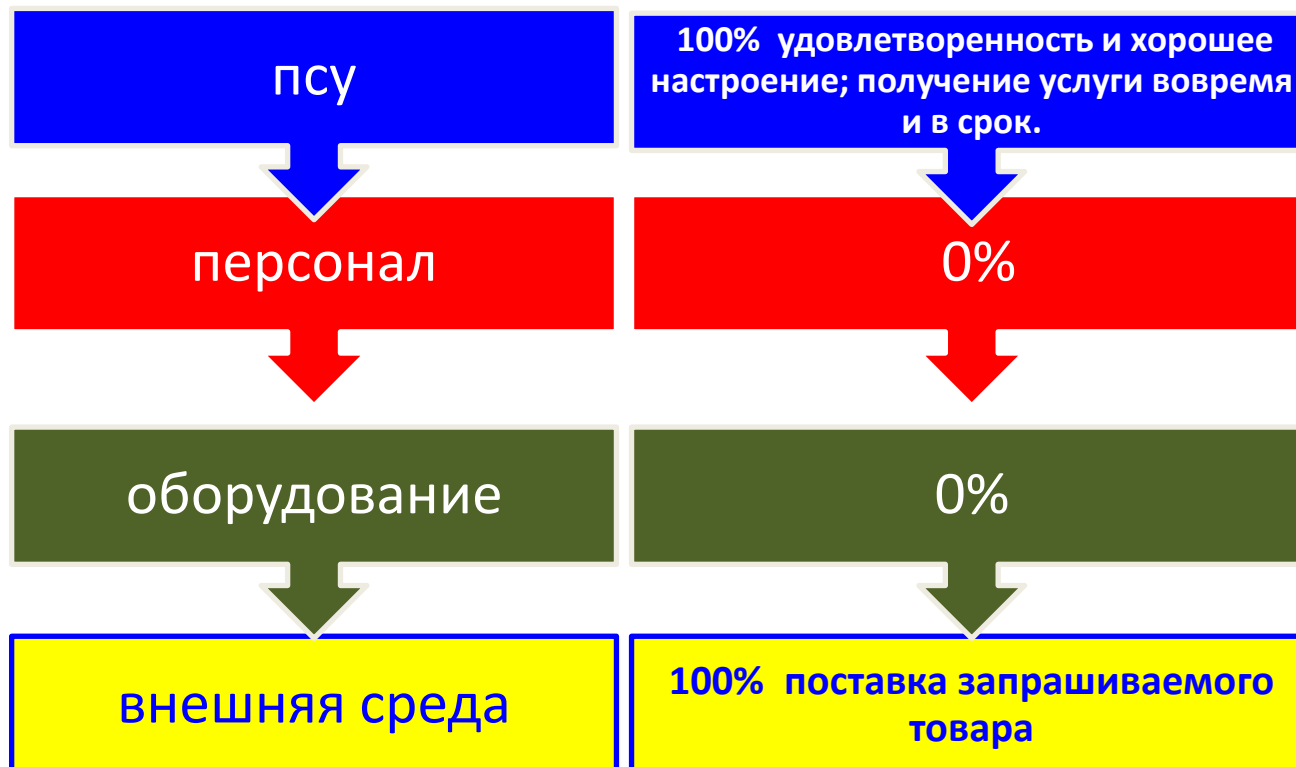 псу
100% удовлетворенность и хорошее
настроение; получение услуги вовремя
и в срок.
персонал
0%
оборудование
0%
внешняя среда
100% поставка запрашиваемого
товара